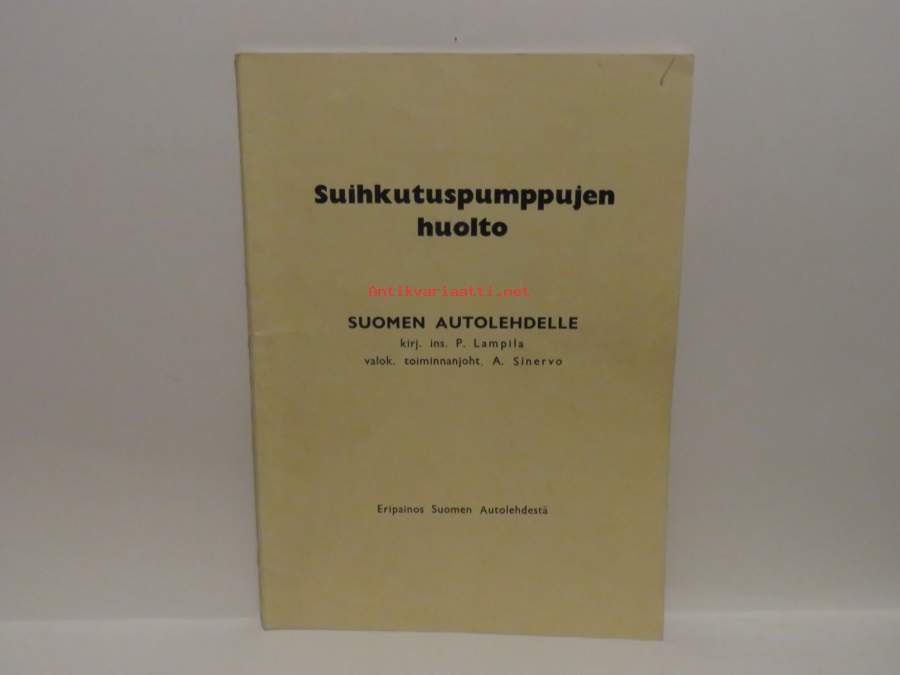 Suihkutuspumppujen
huolto
Antikvariaatti.net
SUOMEN AUTOLEHDELLE
kirj. ins. P. Lampila
valok. toiminnanjoht. A. Sinervo
Eripainos Suomen Autolehdestä